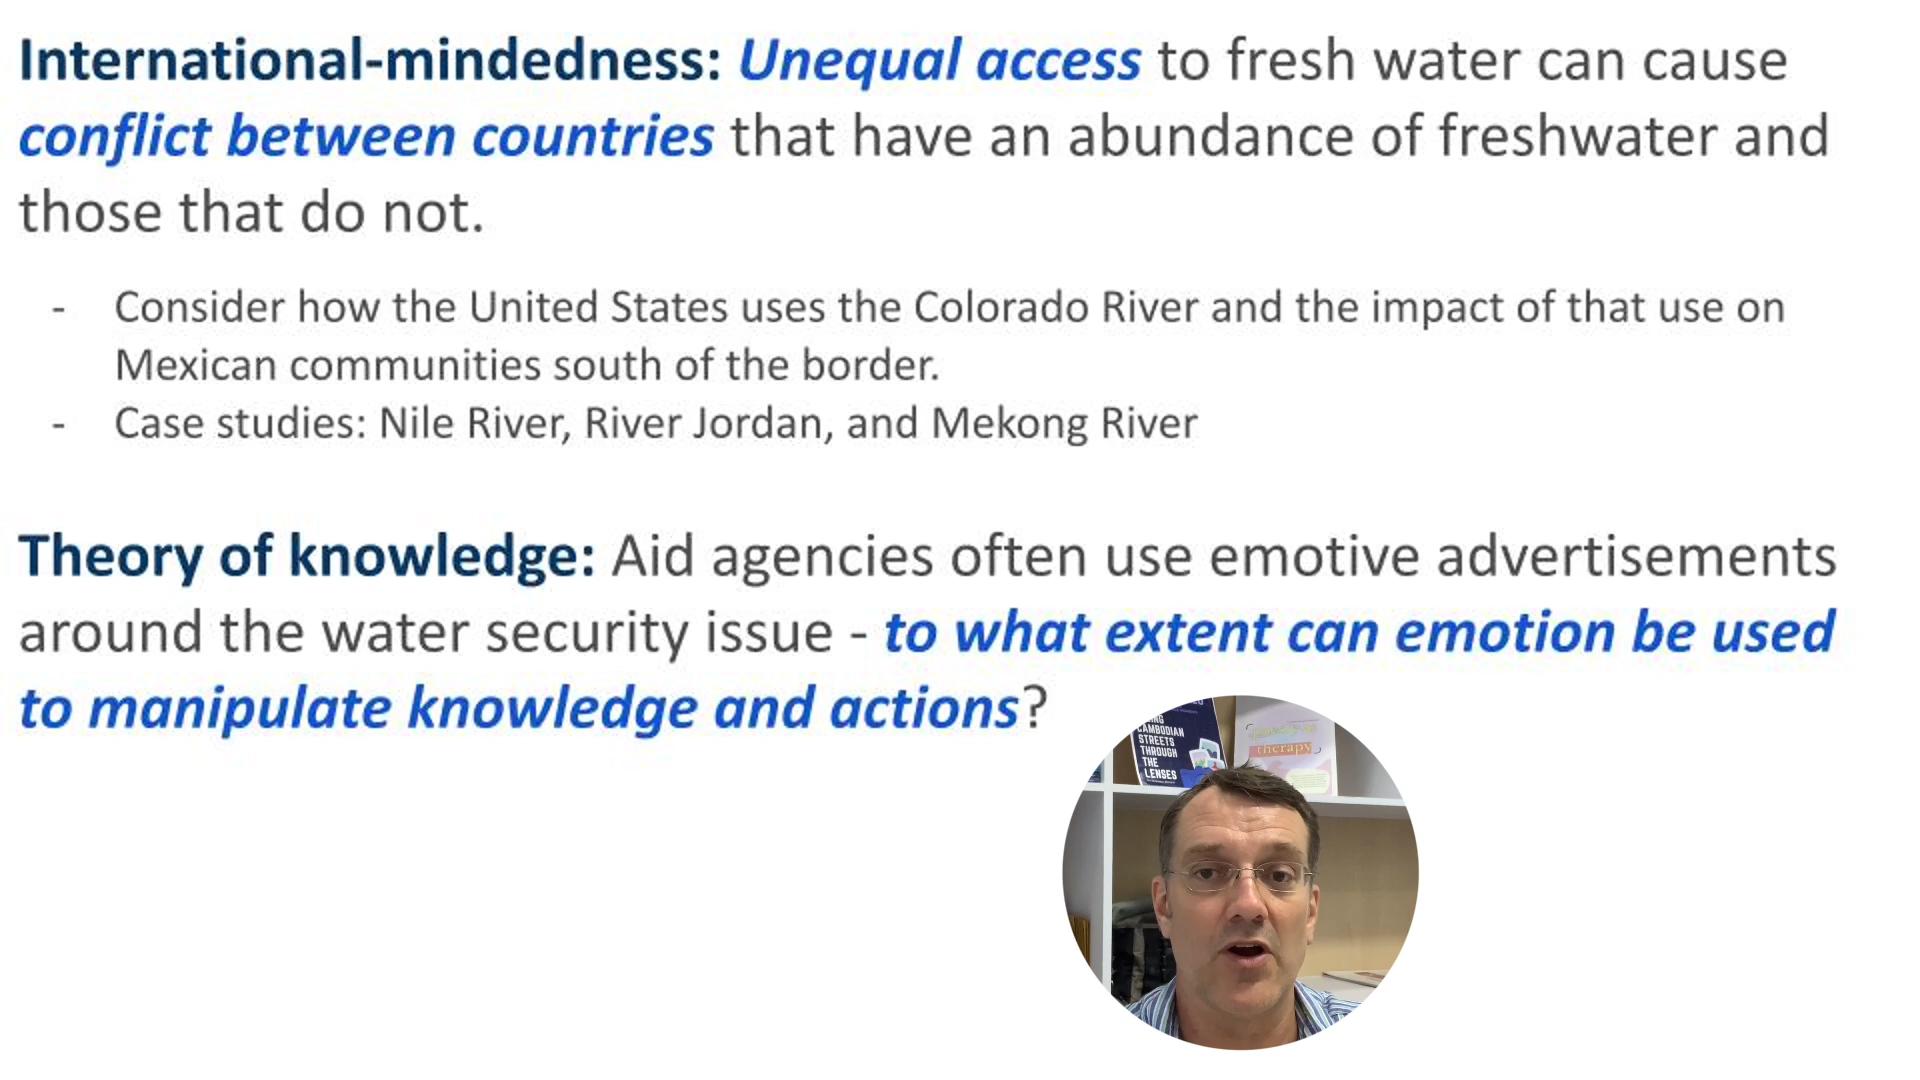 International-mindedness: Unequal access to fresh water can cause
conflict between countries that have an abundance of freshwater and
those that do not.
- Consider how the United States uses the Colorado River and the impact of that use on
Mexican communities south of the border.
- Case studies: Nile River, River Jordan, and Mekong River
Theory of knowledge: Aid agencies often use emotive advertisements
around the water security issue - to what extent can emotion be used
to manipulate knowledge and actions?
CAMBODIAN
STREETS
THROUGH
THE
LENSES
therapy